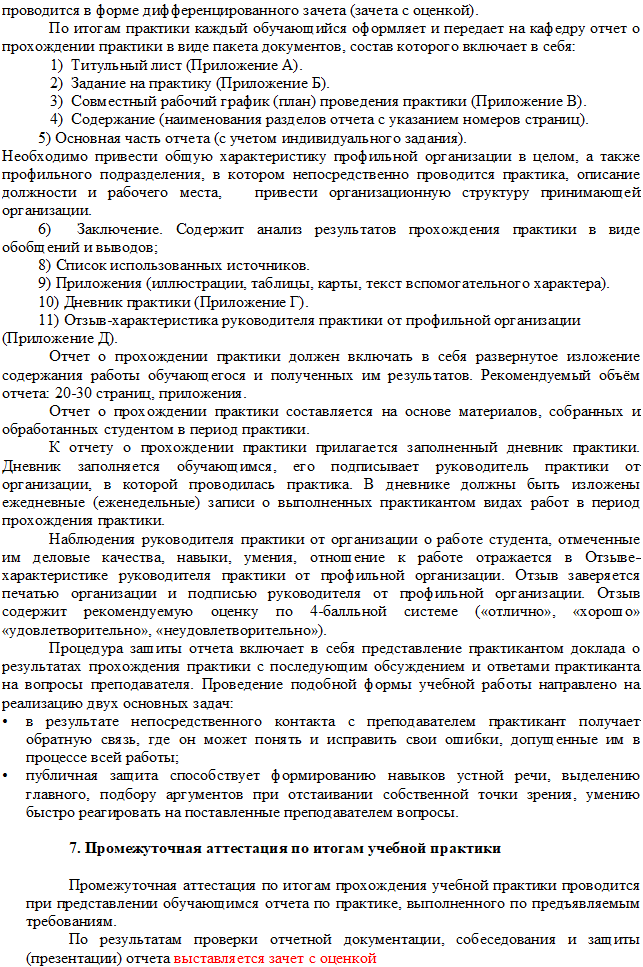 проводится в форме дифференцированного зачета (зачета с оценкой).
По итогам практики каждый обучающийся оформляет и передает на кафедру отчет о
прохождении практики в виде пакета документов, состав которого включает в себя:
1) Титульный лист (Приложение А).
2) Задание на практику (Приложение Б).
3) Совместный рабочий график (план) проведения практики (Приложение В).
4) Содержание (наименования разделов отчета с указанием номеров страниц).
5) Основная часть отчета (с учетом индивидуального задания).
Необходимо привести общую характеристику профильной организации в целом, а также
профильного подразделения, в котором непосредственно проводится практика, описание
должности и рабочего места, привести организационную структуру принимающей
организации.
6) Заключение. Содержит анализ результатов прохождения практики в виде
обобщений и выводов;
8) Список использованных источников.
9) Приложения (иллюстрации, таблицы, карты, текст вспомогательного характера).
10) Дневник практики (Приложение Г).
11) Отзыв-характеристика руководителя практики от профильной организации
(Приложение Д).
Отчет о прохождении практики должен включать в себя развернутое изложение
содержания работы обучающегося и полученных им результатов. Рекомендуемый объём
отчета: 20-30 страниц, приложения.
Отчет о прохождении практики составляется на основе материалов, собранных и
обработанных студентом в период практики.
К отчету о прохождении практики прилагается заполненный дневник практики.
Дневник заполняется обучающимся, его подписывает руководитель практики от
организации, в которой проводилась практика. В дневнике должны быть изложены
ежедневные (еженедельные) записи о выполненных практикантом видах работ в период
прохождения практики.
Наблюдения руководителя практики от организации о работе студента, отмеченные
им деловые качества, навыки, умения, отношение к работе отражается в Отзыве-
характеристике руководителя практики от профильной организации. Отзыв заверяется
печатью организации и подписью руководителя от профильной организации. Отзыв
содержит рекомендуемую оценку по 4-балльной системе («отлично», «хорошо»
«удовлетворительно», «неудовлетворительно»).
Процедура защиты отчета включает в себя представление практикантом доклада о
результатах прохождения практики с последующим обсуждением и ответами практиканта
на вопросы преподавателя. Проведение подобной формы учебной работы направлено на
реализацию двух основных задач:
• в результате непосредственного контакта с преподавателем практикант получает
обратную связь, где он может понять и исправить свои ошибки, допущенные им в
процессе всей работы;
• публичная защита способствует формированию навыков устной речи, выделению
главного, подбору аргументов при отстаивании собственной точки зрения, умению
быстро реагировать на поставленные преподавателем вопросы.
7. Промежуточная аттестация по итогам учебной практики
Промежуточная аттестация по итогам прохождения учебной практики проводится
при представлении обучающимся отчета по практике, выполненного по предъявляемым
требованиям.
По результатам проверки отчетной документации, собеседования и защиты
(презентации) отчета выставляется зачет с оценкой